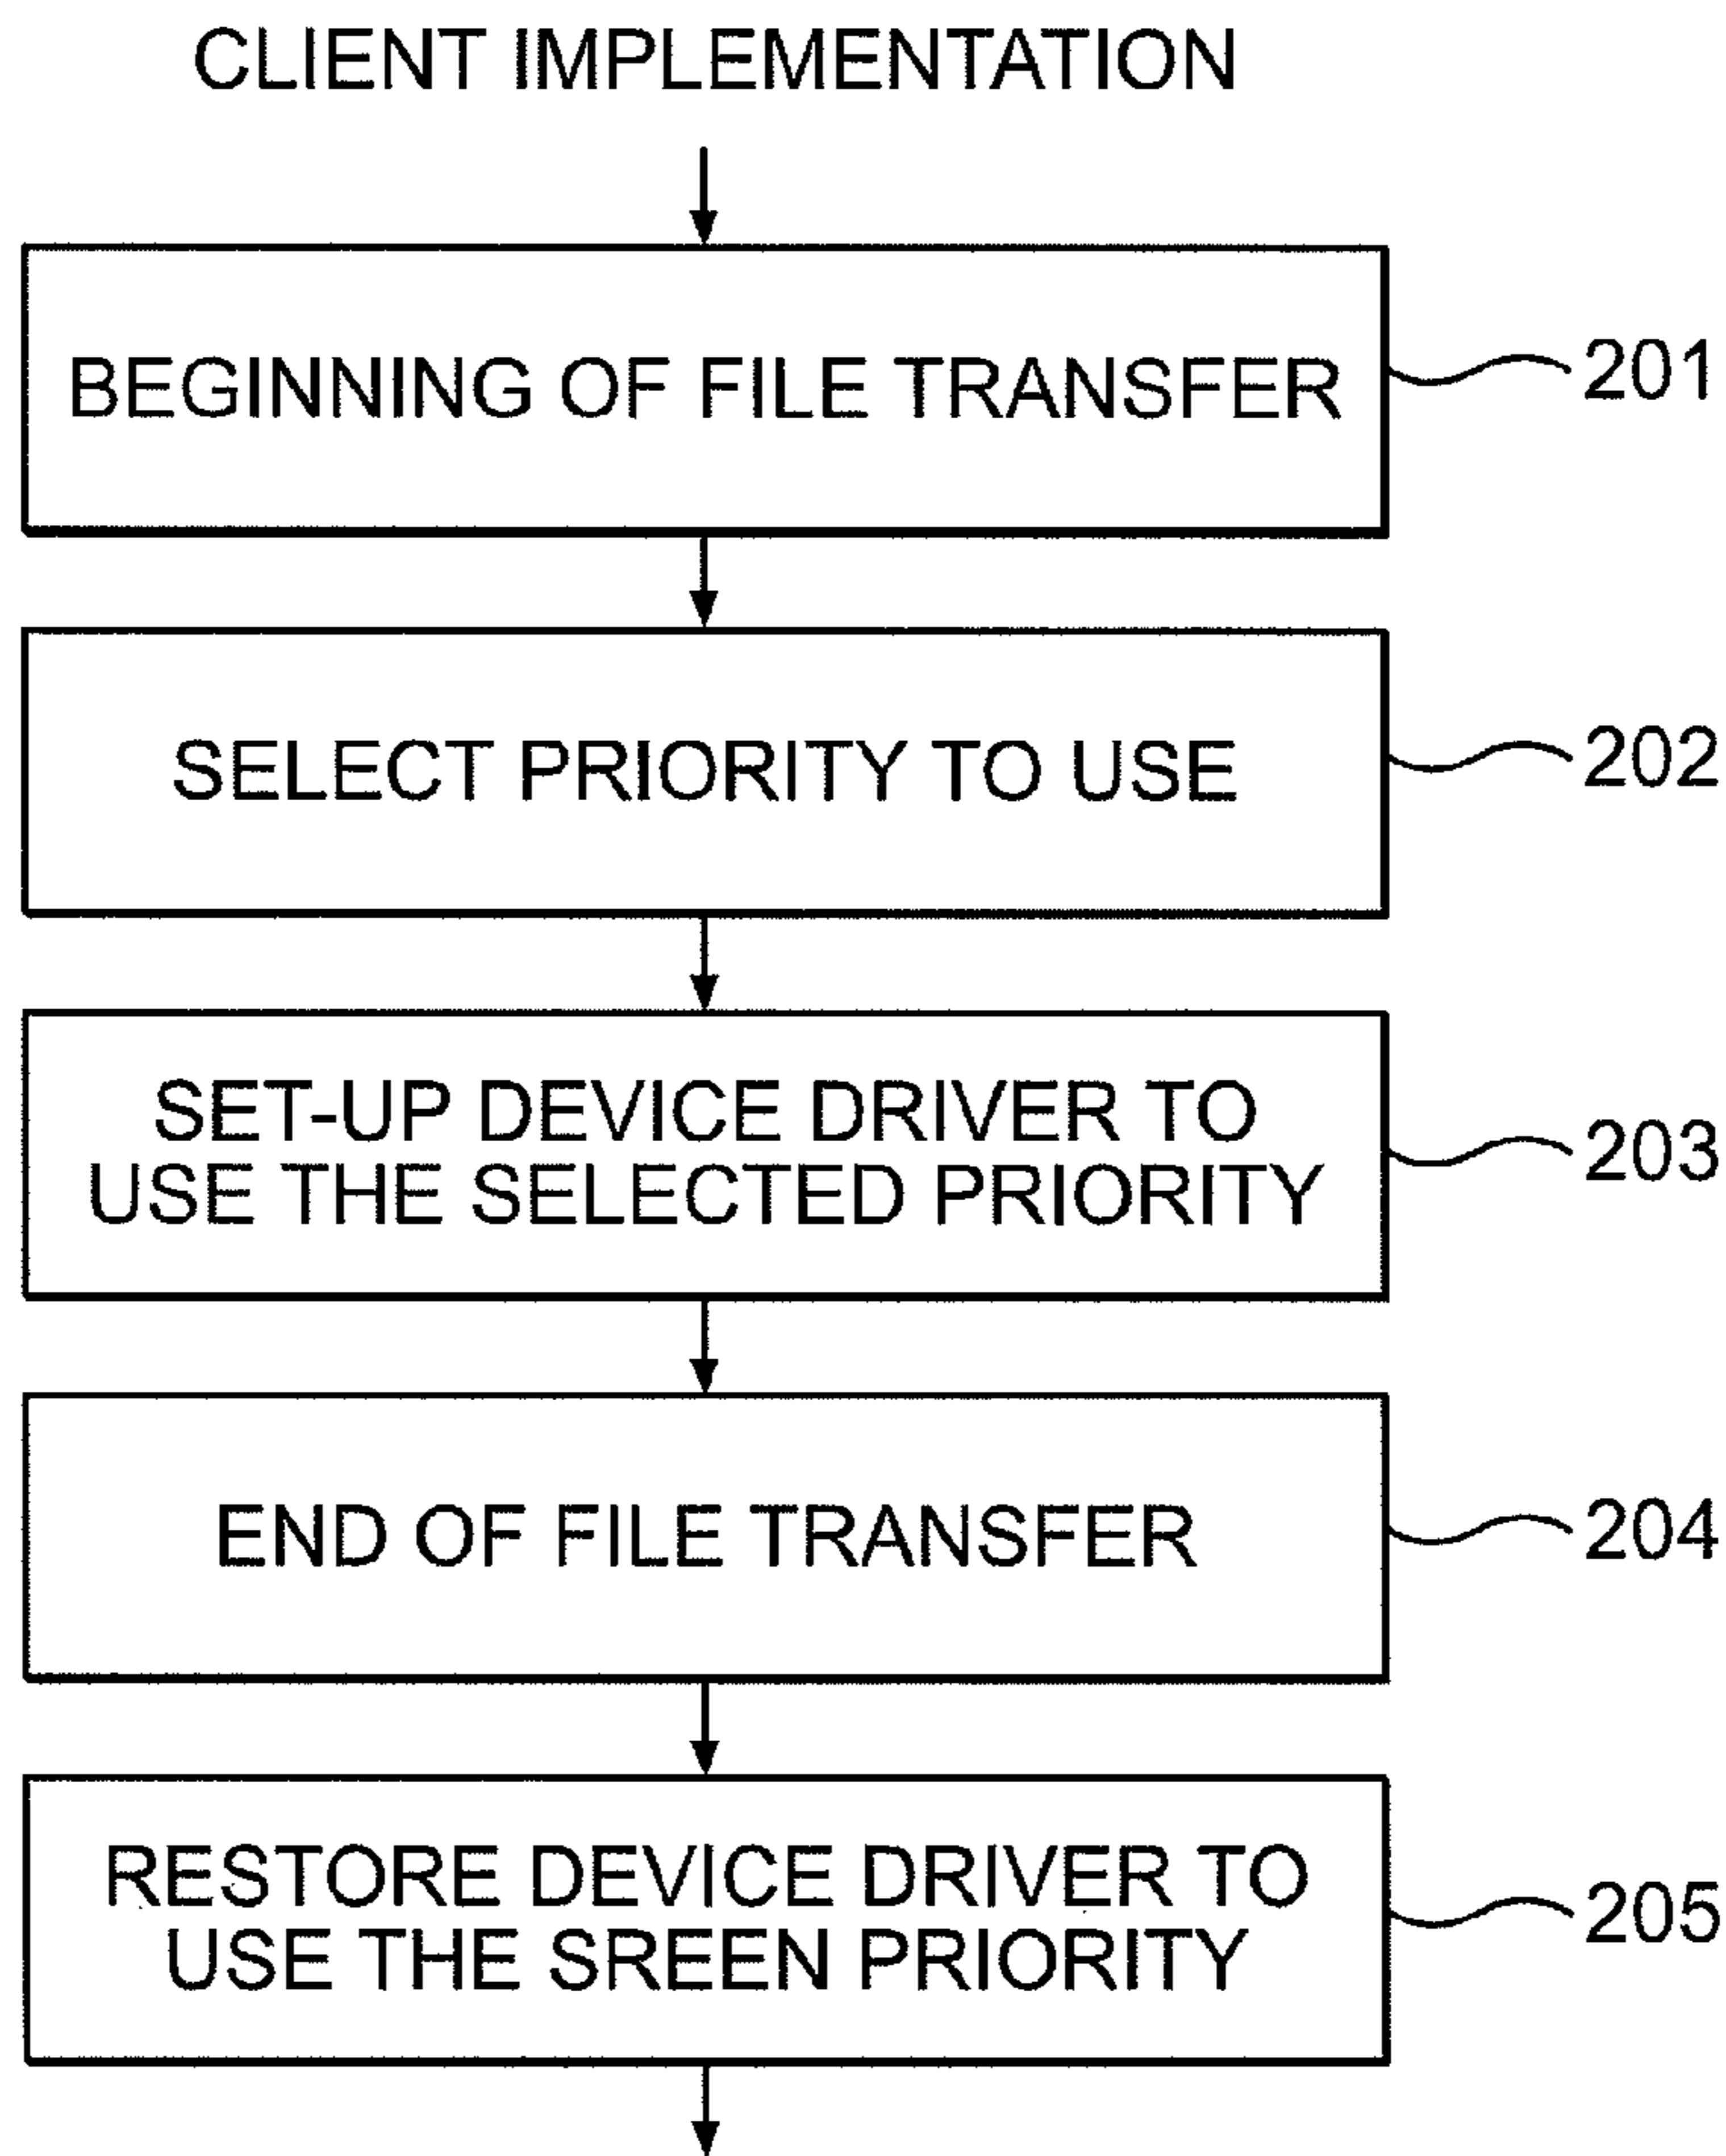 CLIENT IMPLEMENTATION
BEGINNING OF FILE TRANSFER
201
SELECT PRIORITY TO USE
202
SET-UP DEVICE DRIVER TO
USE THE SELECTED PRIORITY
203
END OF FILE TRANSFER
204
RESTORE DEVICE DRIVER TO
USE THE SREEN PRIORITY
205